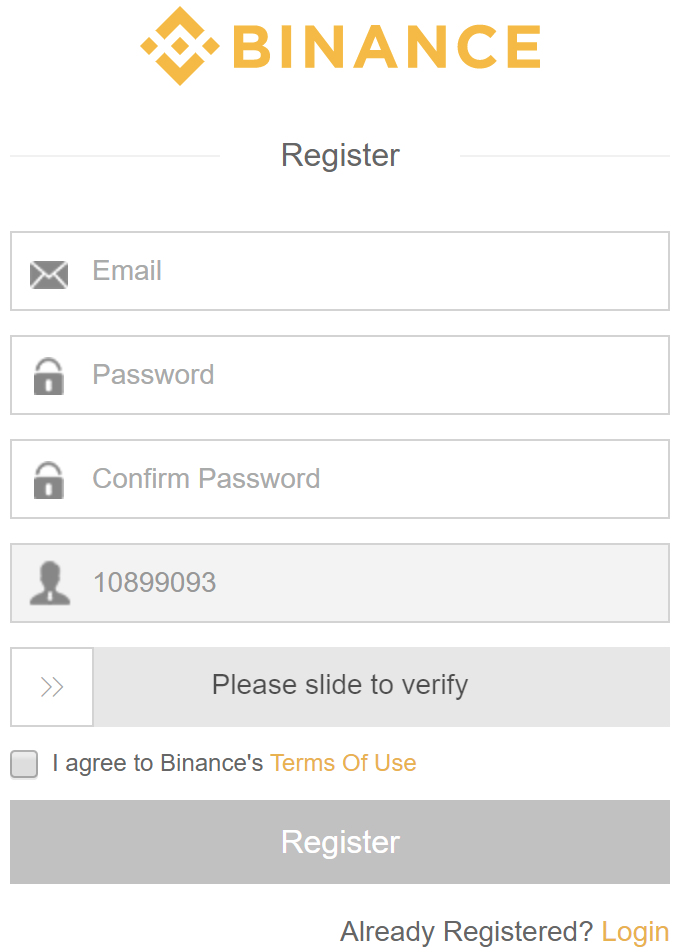 BINANCE
Register
Email
Password
Confirm Password
10899093
Please slide to verify
I agree to Binance's Terms Of Use
Register
Already Registered? Login